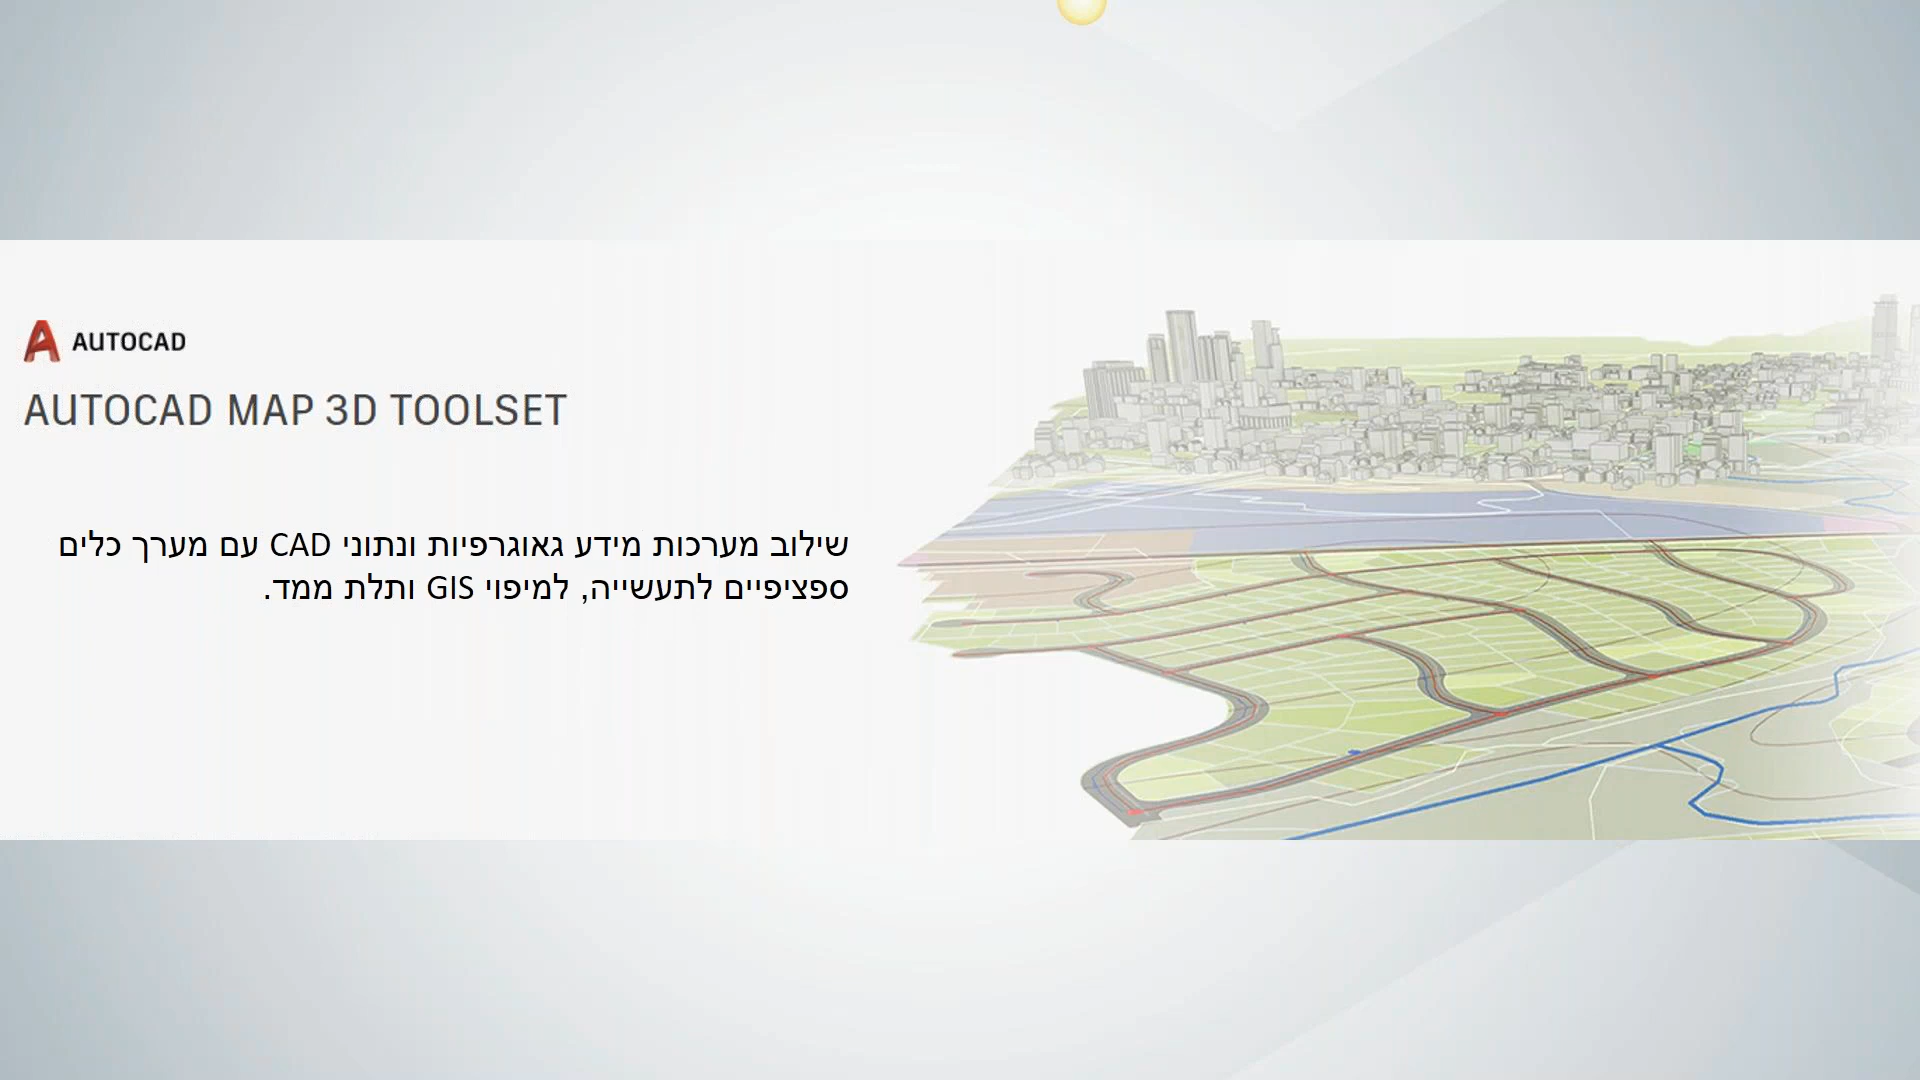 AUTOCAD
AUTOCAD MAP 3D TOOLSET
שילוב מערכות מידע גאוגרפיות ונתוני CAD עם מערך כלים
ספציפיים לתעשייה, למיפוי GIS ותלת ממד.